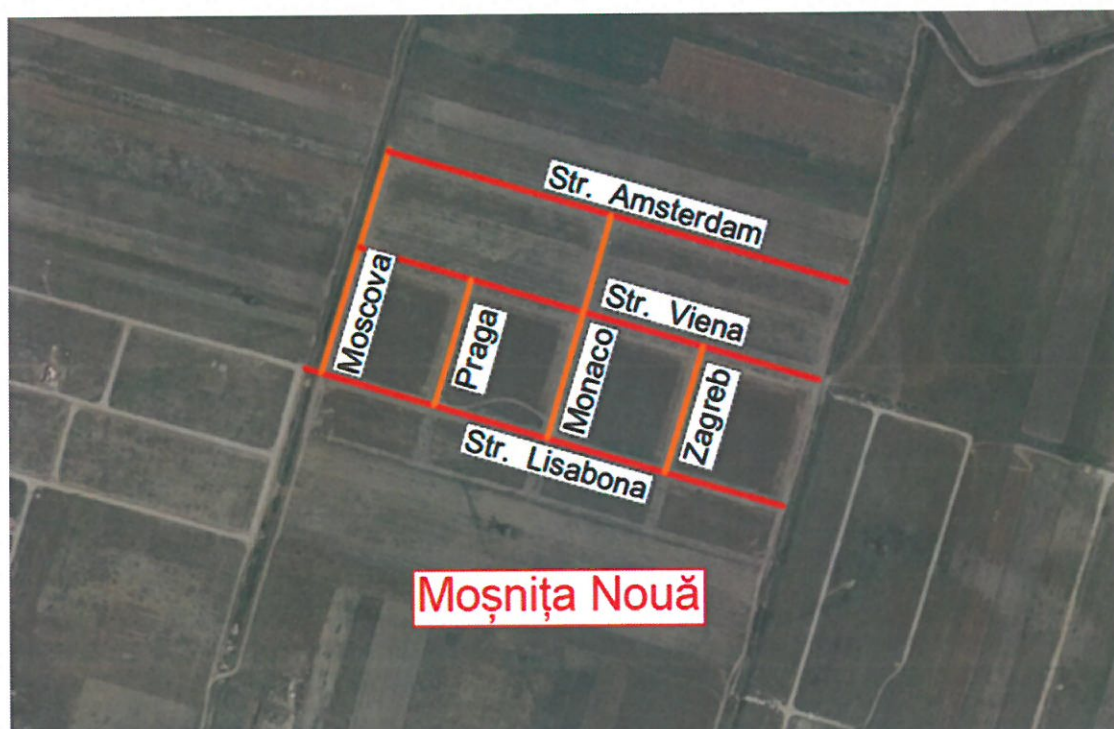 Str. Amsterdam
Str. Viena
Moscova
Praga
Monaco
Zagreb
Str. Lisabona
Moșnița Nouă